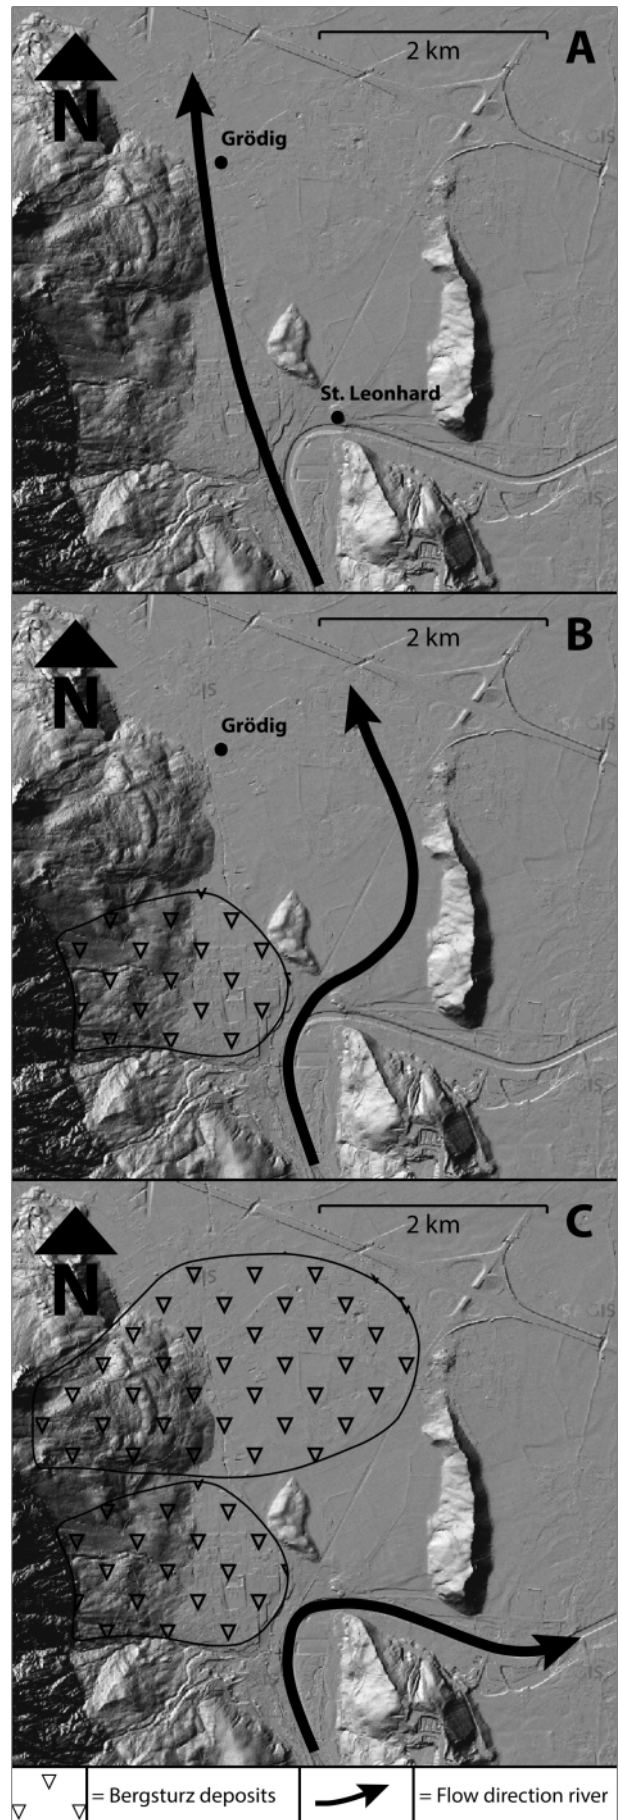 A
2 km
N
Grödig
St. Leonhard
B
2 km
N
Grödig
C
2 km
N
= Bergsturz deposits
= Flow direction river